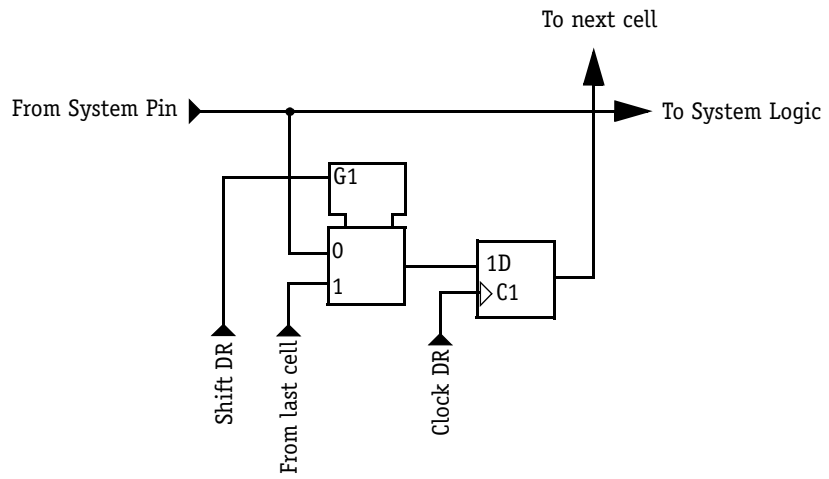 To next cell
From System Pin
To System Logic
G1
0
1
1D
C1
Shift DR
From last cell
Clock DR